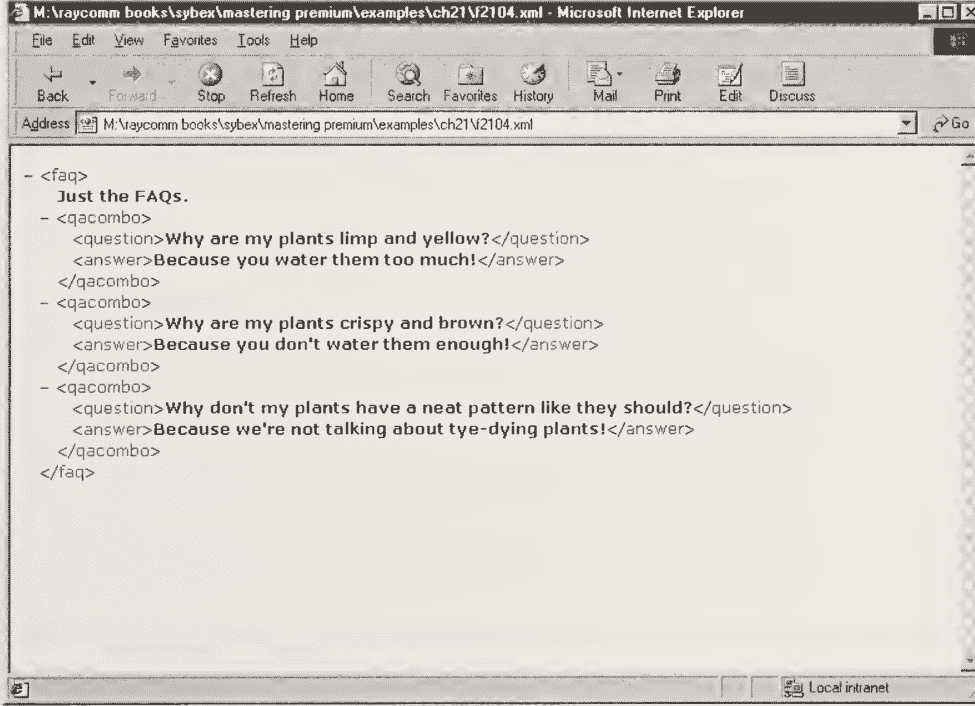 M:\raycomm books\sybex\mastering premium\examples\ch21\f2104.xml - Microsoft Internet Explorer
File Edit View Favorites Tools Help
Back Forward Stop Refresh Home Search Favorites History Mail Print Edit Discuss
Address M:\raycomm books\sybex\mastering premium\examples\ch21\f2104.xml Go
- <faq>
Just the FAQs.
- <qacombo>
<question>Why are my plants limp and yellow?</question>
<answer>Because you water them too much!</answer>
</qacombo>
- <qacombo>
<question>Why are my plants crispy and brown?</question>
<answer>Because you don't water them enough!</answer>
</qacombo>
- <qacombo>
<question>Why don't my plants have a neat pattern like they should?</question>
<answer>Because we're not talking about tye-dying plants!</answer>
</qacombo>
</faq>
Local intranet